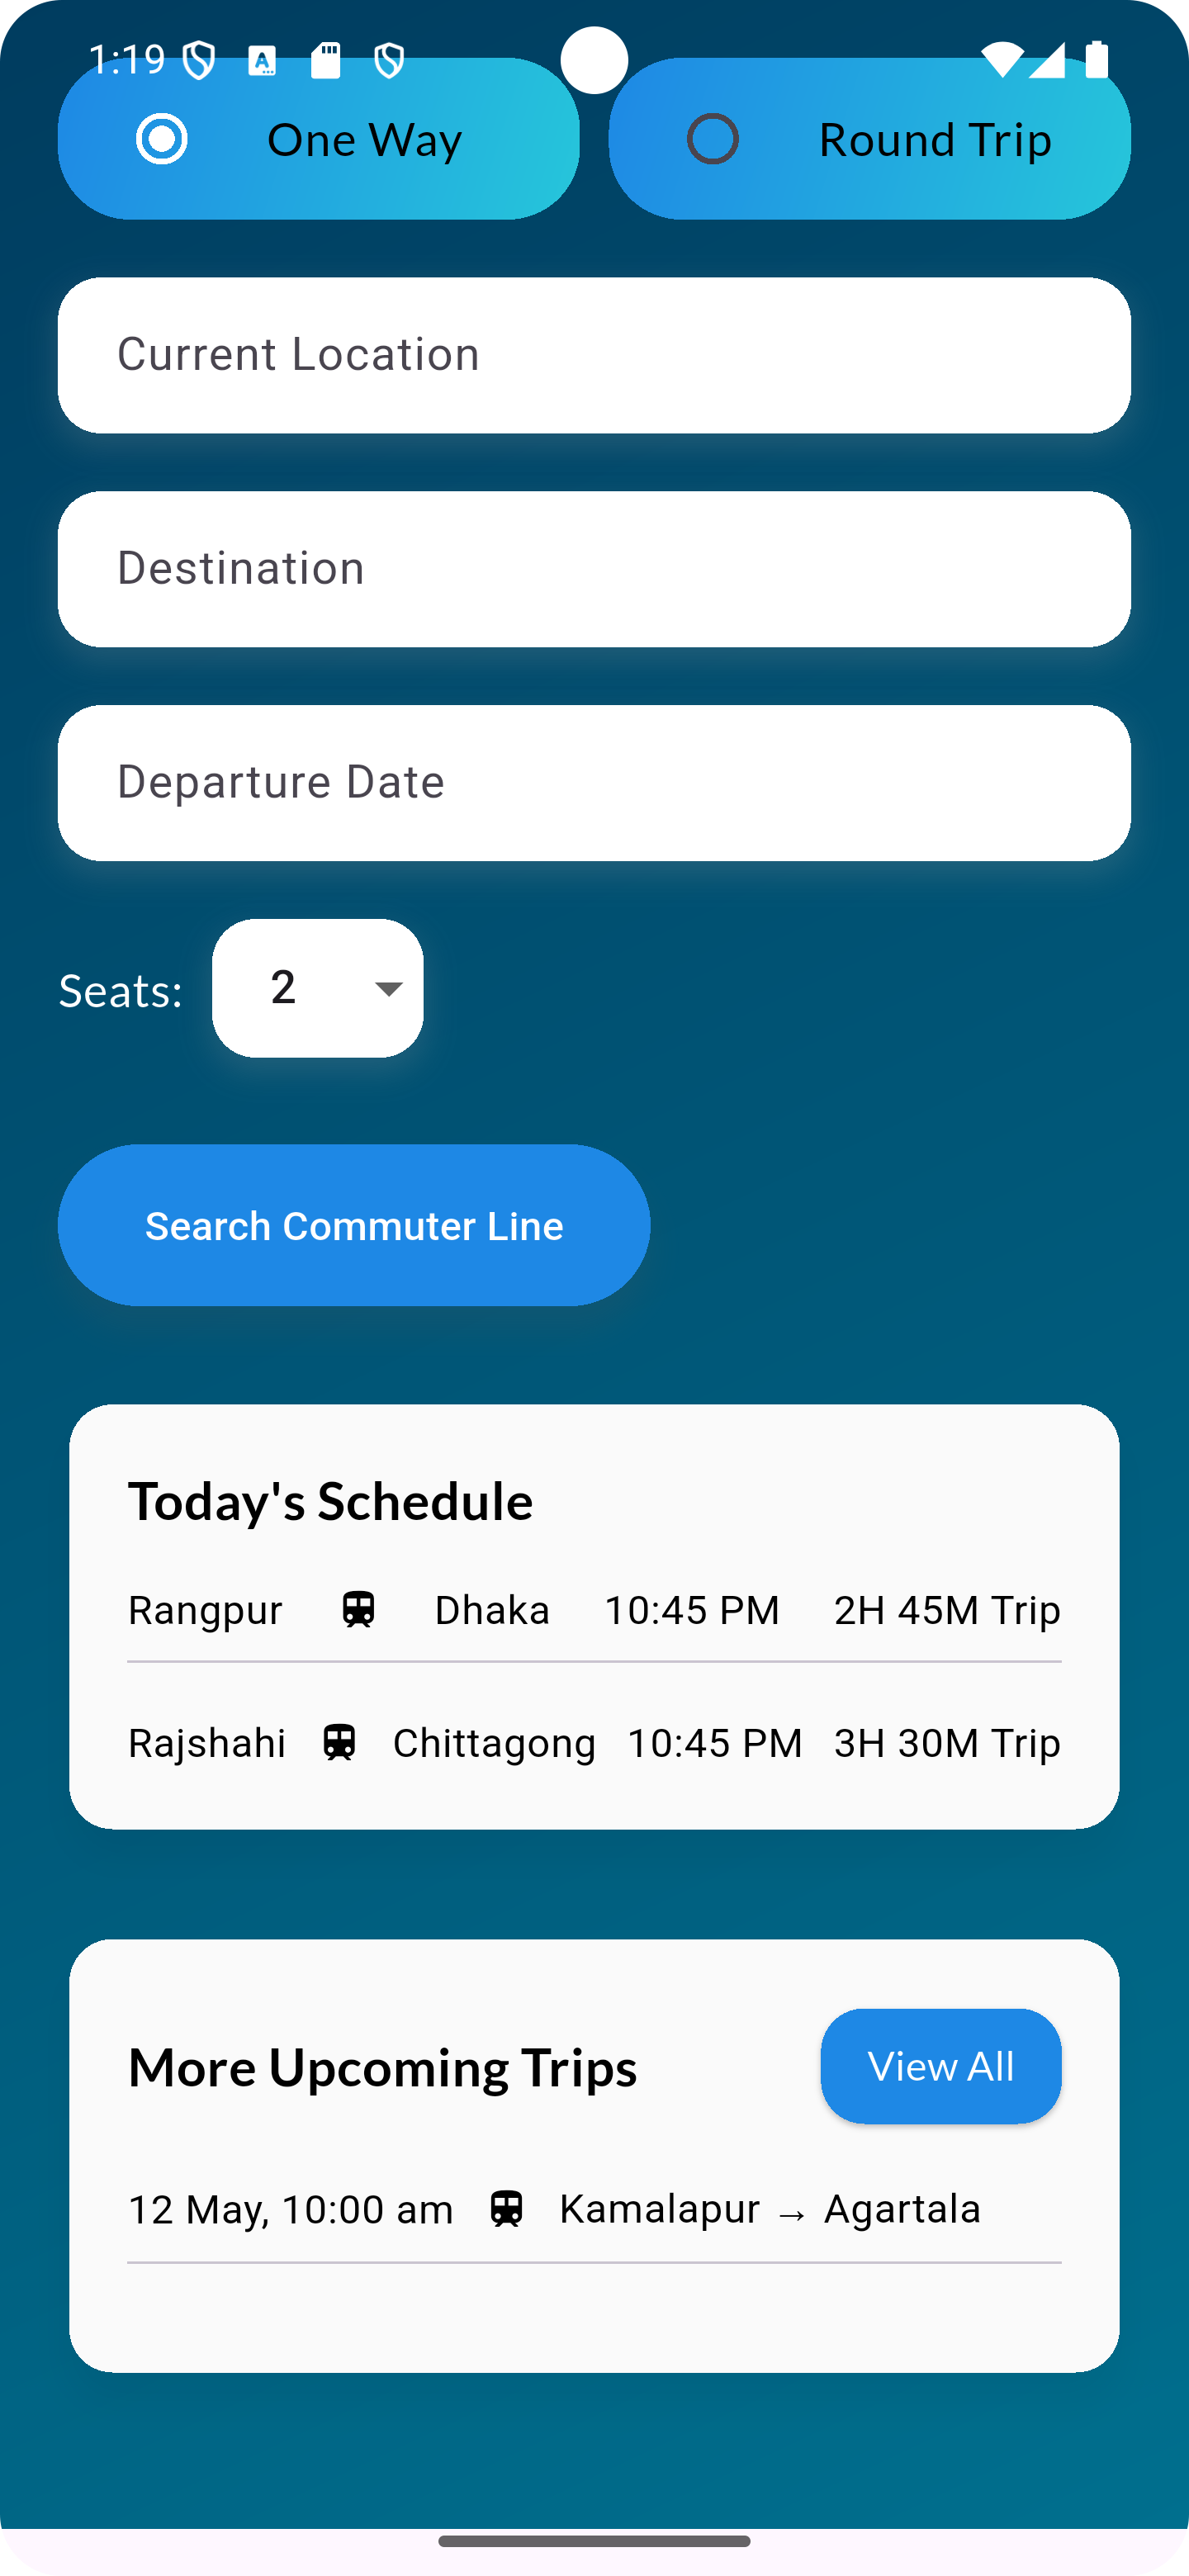 1:19
One Way
Round Trip
Current Location
Destination
Departure Date
Seats: 2
Search Commuter Line
Today's Schedule
Rangpur Dhaka 10:45 PM 2H 45M Trip
Rajshahi Chittagong 10:45 PM 3H 30M Trip
More Upcoming Trips View All
12 May, 10:00 am Kamalapur → Agartala